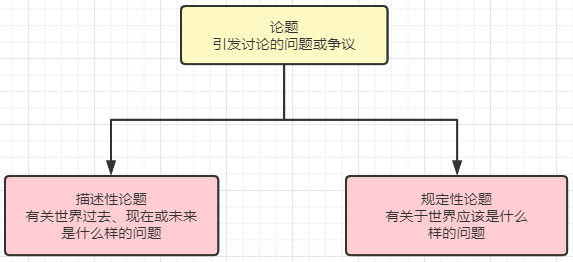 论题
引发讨论的问题或争议
描述性论题
有关世界过去、现在或未来
是什么样的问题
规定性论题
有关于世界应该是什么
样的问题